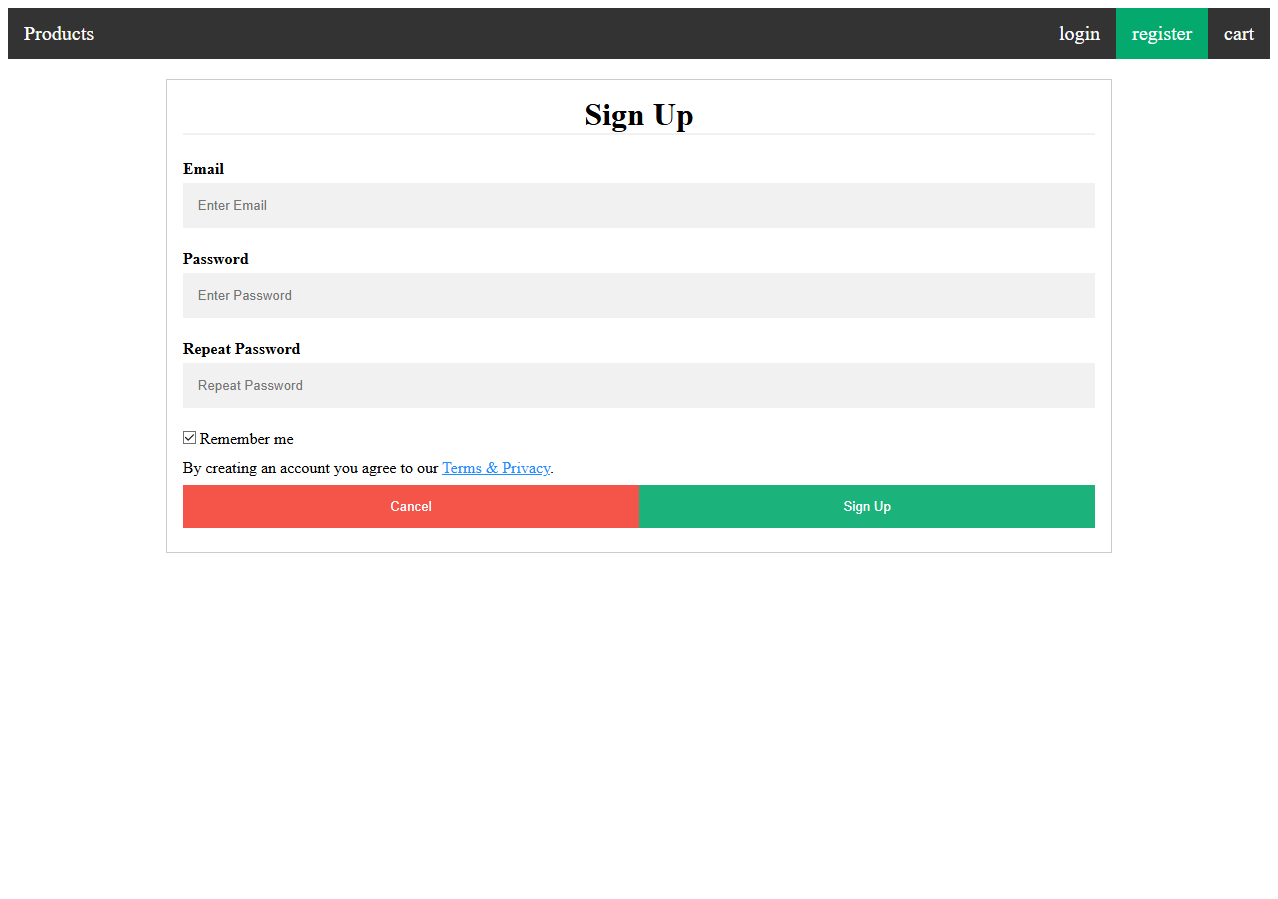 Products login register cart
Sign Up
Email
Enter Email
Password
Enter Password
Repeat Password
Repeat Password
Remember me
By creating an account you agree to our Terms & Privacy.
Cancel Sign Up